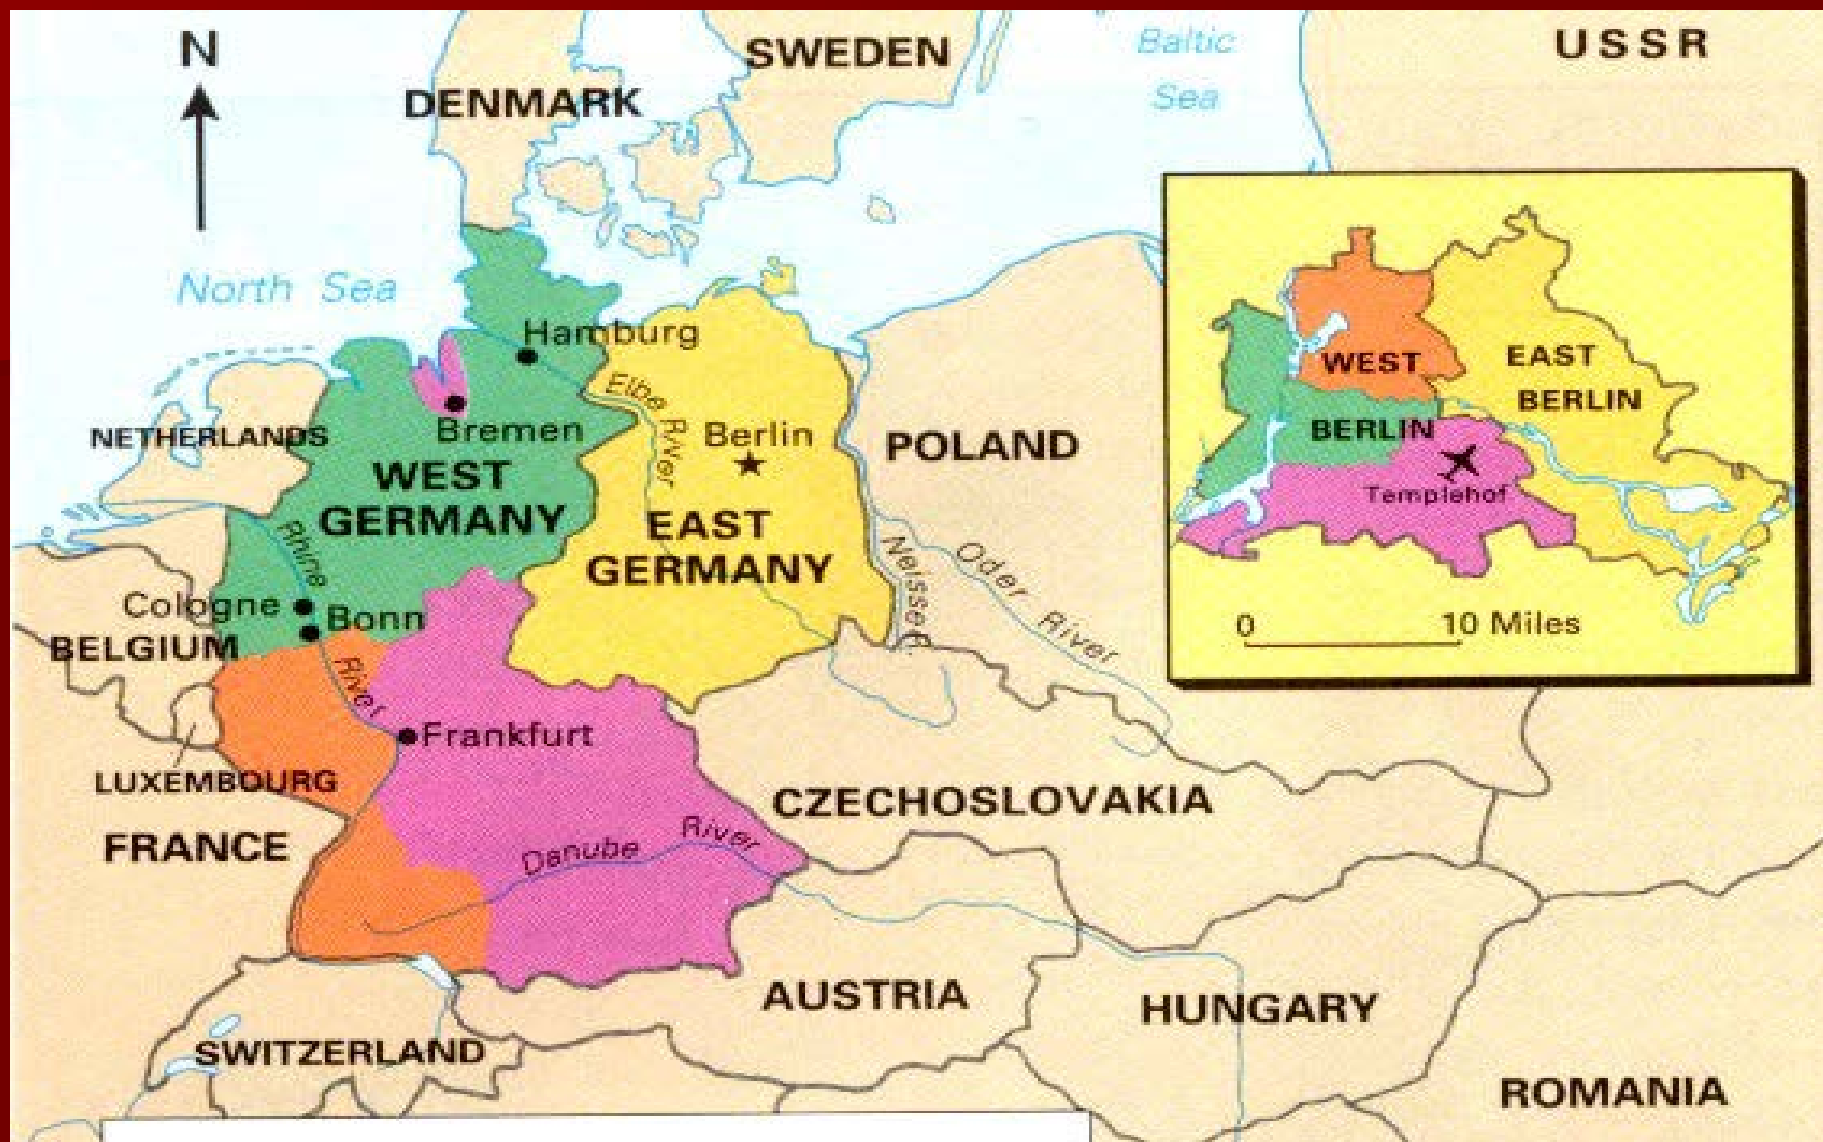 N
SWEDEN
Baltic
Sea
USSR
DENMARK
North Sea
Hamburg
Elbe River
Bremen
Berlin
NETHERLANDS
WEST
GERMANY
EAST
GERMANY
POLAND
Rhine
River
Neisse R.
Oder River
Cologne
Bonn
BELGIUM
Frankfurt
LUXEMBOURG
FRANCE
CZECHOSLOVAKIA
Danube River
AUSTRIA
HUNGARY
SWITZERLAND
ROMANIA
WEST
BERLIN
EAST
BERLIN
Templehof
0 10 Miles